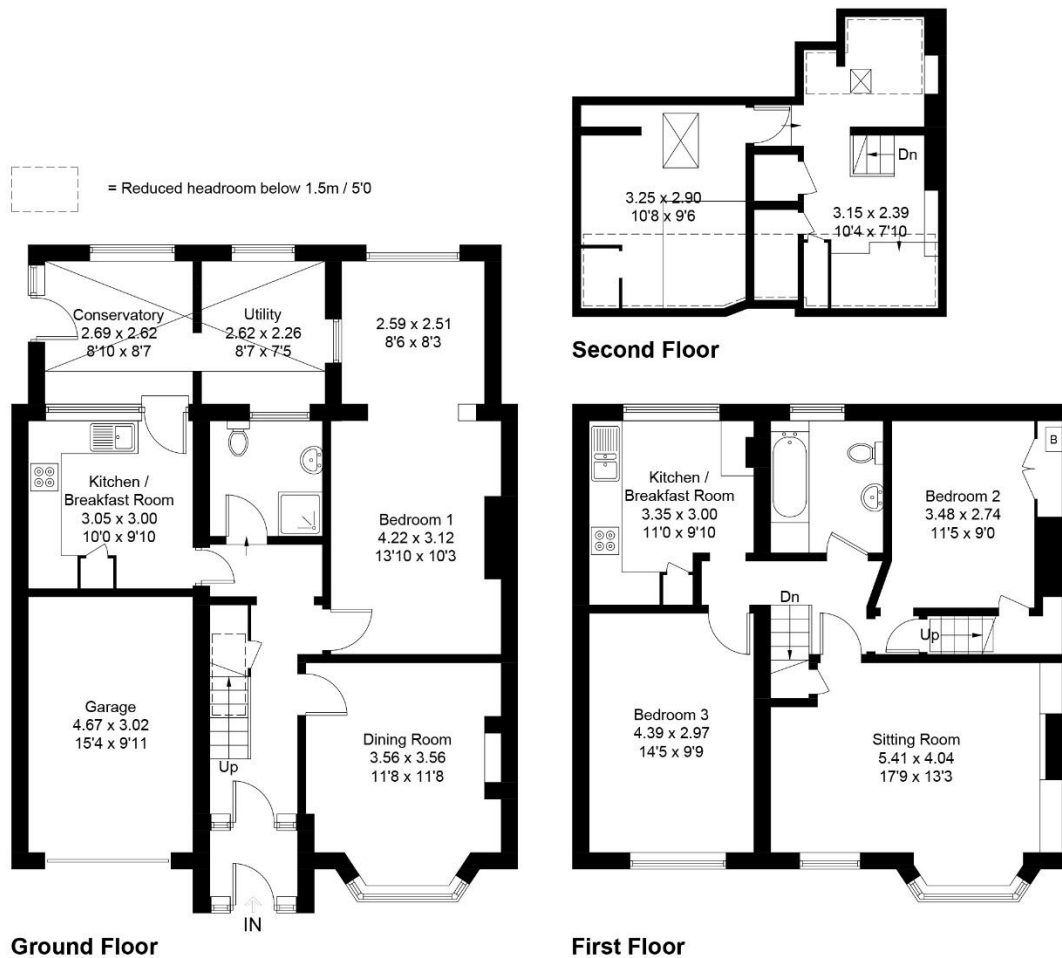 Dn
3.25 x 2.90
10'8 x 9'6
3.15 x 2.39
10'4 x 7'10
Second Floor
= Reduced headroom below 1.5m / 5'0
Conservatory
2.69 x 2.62
8'10 x 8'7
Utility
2.62 x 2.26
8'7 x 7'5
2.59 x 2.51
8'6 x 8'3
Kitchen /
Breakfast Room
3.05 x 3.00
10'0 x 9'10
Bedroom 1
4.22 x 3.12
13'10 x 10'3
Garage
4.67 x 3.02
15'4 x 9'11
Up
Dining Room
3.56 x 3.56
11'8 x 11'8
IN
Ground Floor
Kitchen /
Breakfast Room
3.35 x 3.00
11'0 x 9'10
B
Bedroom 2
3.48 x 2.74
11'5 x 9'0
Dn
Up
Bedroom 3
4.39 x 2.97
14'5 x 9'9
Sitting Room
5.41 x 4.04
17'9 x 13'3
First Floor